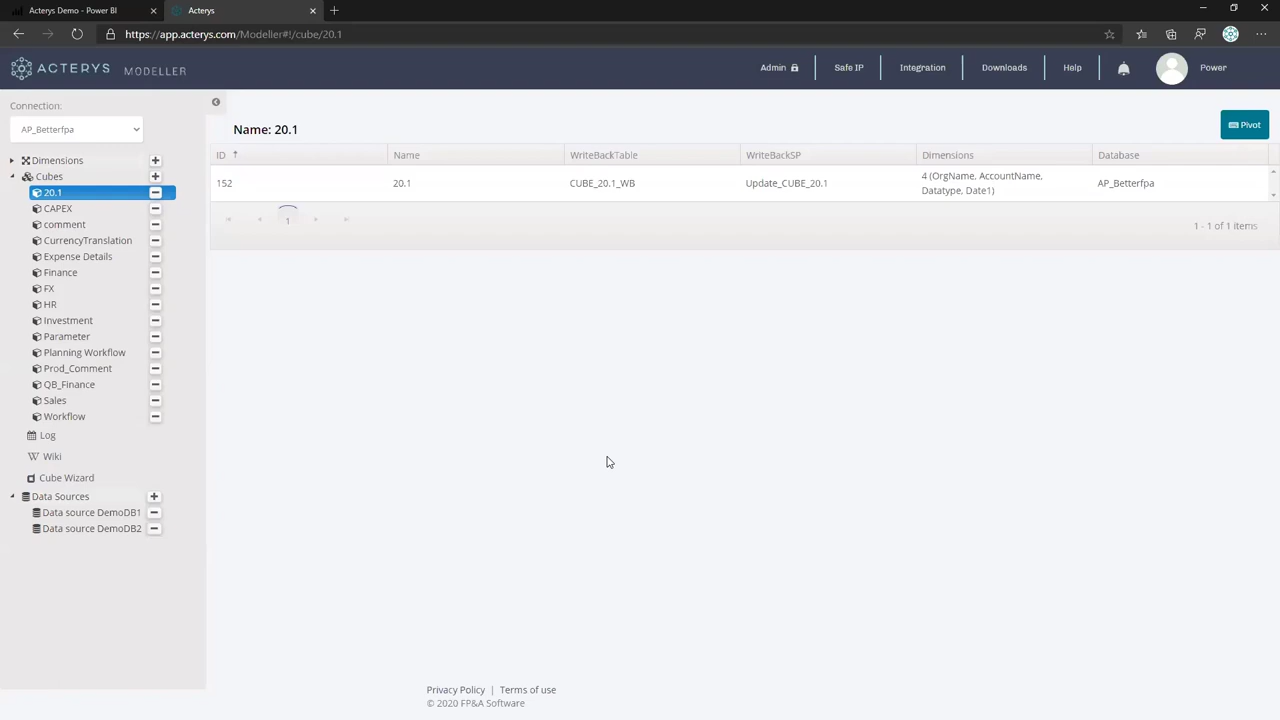 Acterys Demo - Power BI
Acterys
https://app.acterys.com/Modeller#!/cube/20.1
ACTERYS MODELLER
Admin
Safe IP
Integration
Downloads
Help
Power
Connection:
AP_Betterfpa
Dimensions
Cubes
20.1
CAPEX
comment
CurrencyTranslation
Expense Details
Finance
FX
HR
Investment
Parameter
Planning Workflow
Prod_Comment
QB_Finance
Sales
Workflow
Log
Wiki
Cube Wizard
Data Sources
Data source DemoDB1
Data source DemoDB2
Name: 20.1
Pivot
ID Name WriteBackTable WriteBackSP Dimensions Database
152 20.1 CUBE_20.1_WB Update_CUBE_20.1 4 (OrgName, AccountName, AP_Betterfpa
Datatype, Date1)
1
1 - 1 of 1 items
Privacy Policy | Terms of use
© 2020 FP&A Software